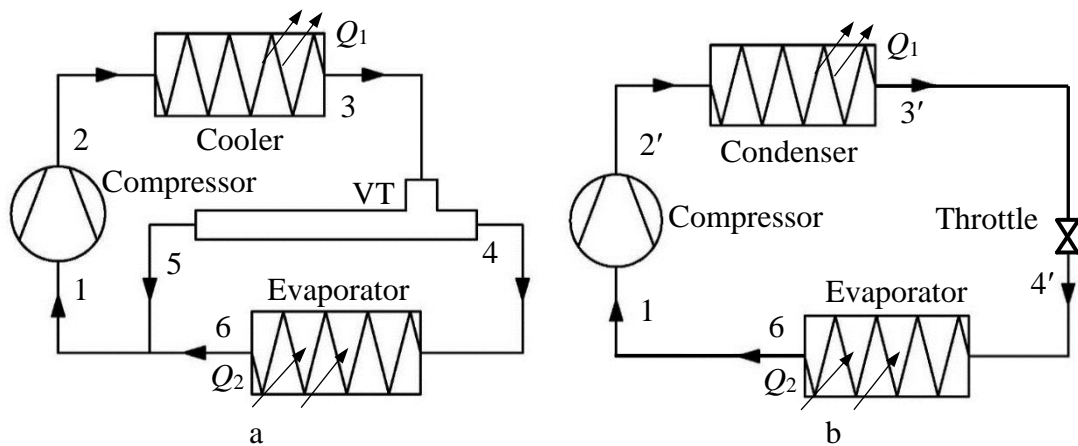 Q1
3
Cooler
2
Compressor
VT
5
4
1
Evaporator
6
Q2
a
Q1
3′
Condenser
2′
Compressor
Throttle
4′
1
Evaporator
6
Q2
b